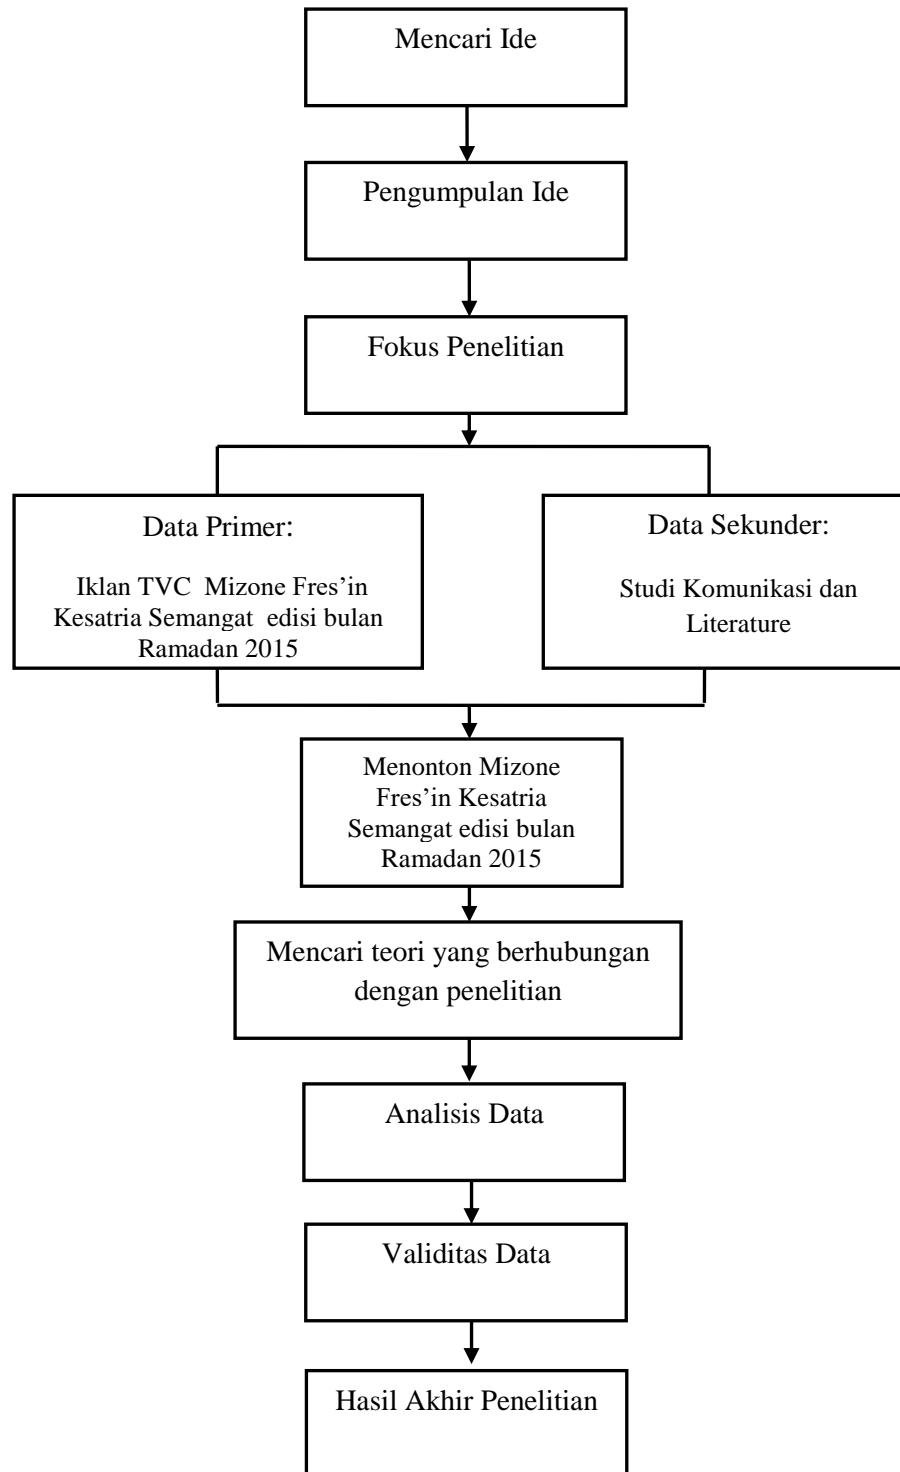 Mencari Ide
Pengumpulan Ide
Fokus Penelitian
Data Primer:
Iklan TVC  Mizone Fres’in
Kesatria Semangat  edisi bulan
Ramadan 2015
Data Sekunder:
Studi Komunikasi dan
Literature
Menonton Mizone
Fres’in Kesatria
Semangat edisi bulan
Ramadan 2015
Mencari teori yang berhubungan
dengan penelitian
Analisis Data
Validitas Data
Hasil Akhir Penelitian